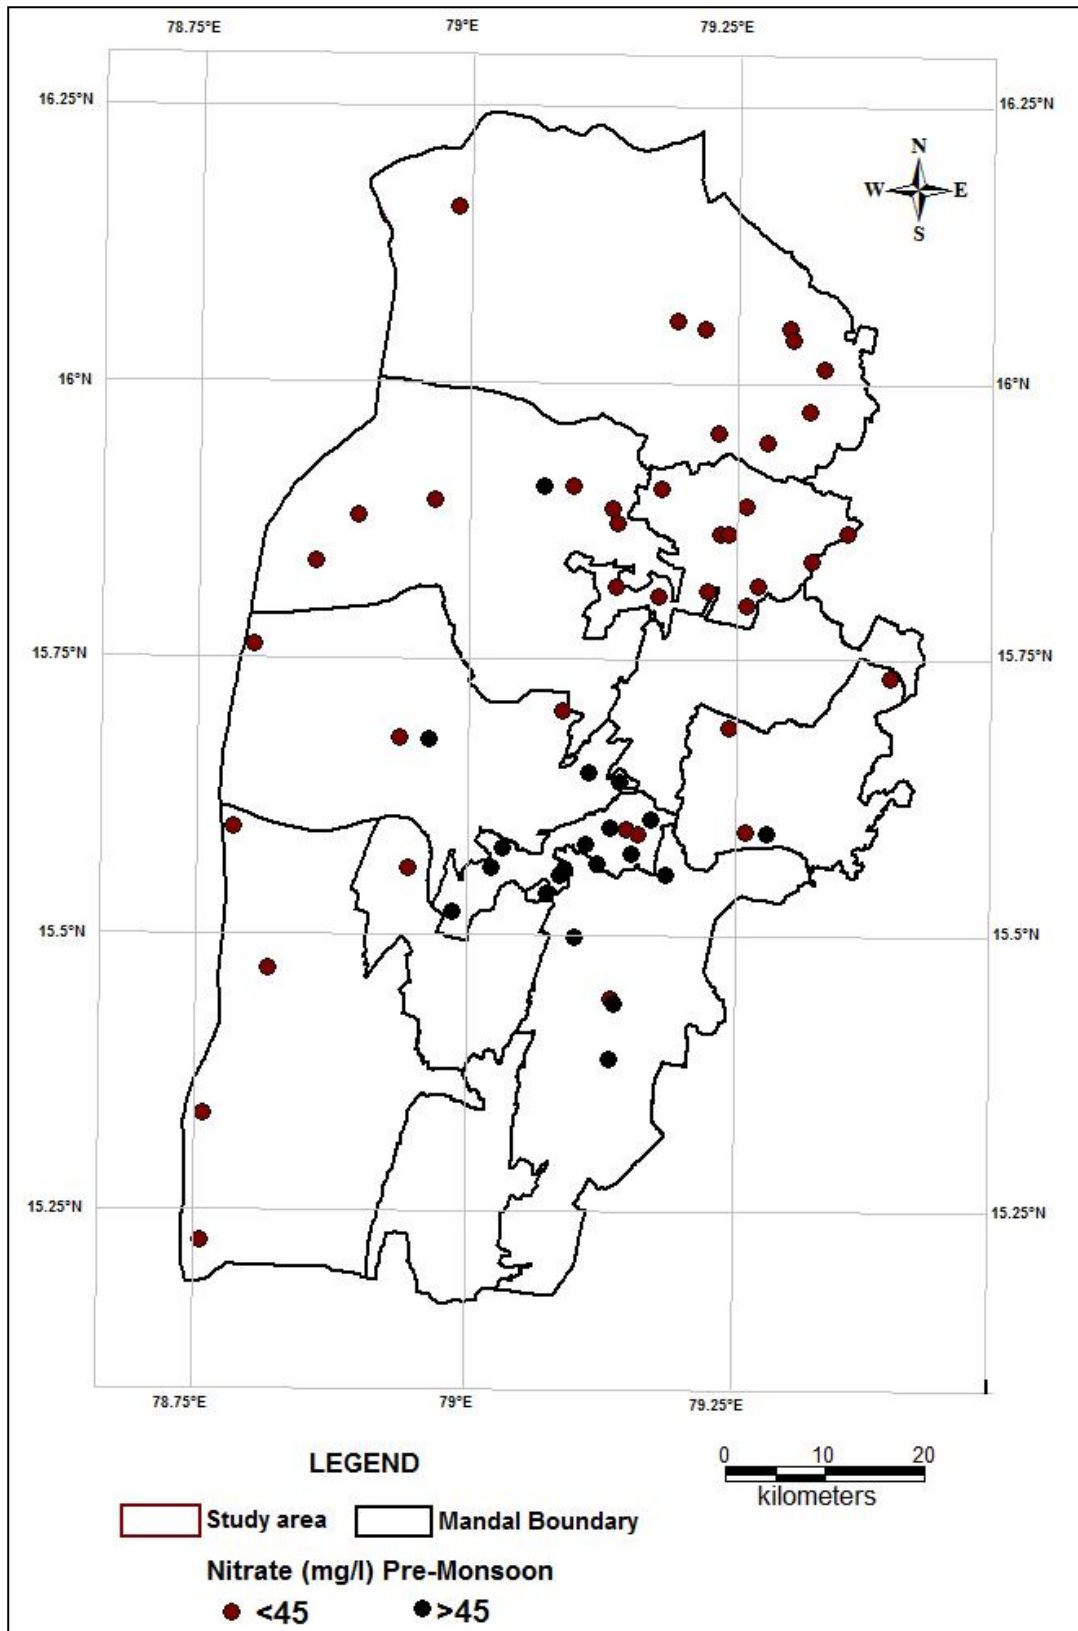 78.75°E 79°E 79.25°E
16.25°N 16.25°N
N
W E
S
16°N 16°N
15.75°N 15.75°N
15.5°N 15.5°N
15.25°N 15.25°N
78.75°E 79°E 79.25°E
LEGEND
0 10 20
kilometers
Study area Mandal Boundary
Nitrate (mg/l) Pre-Monsoon
<45 >45